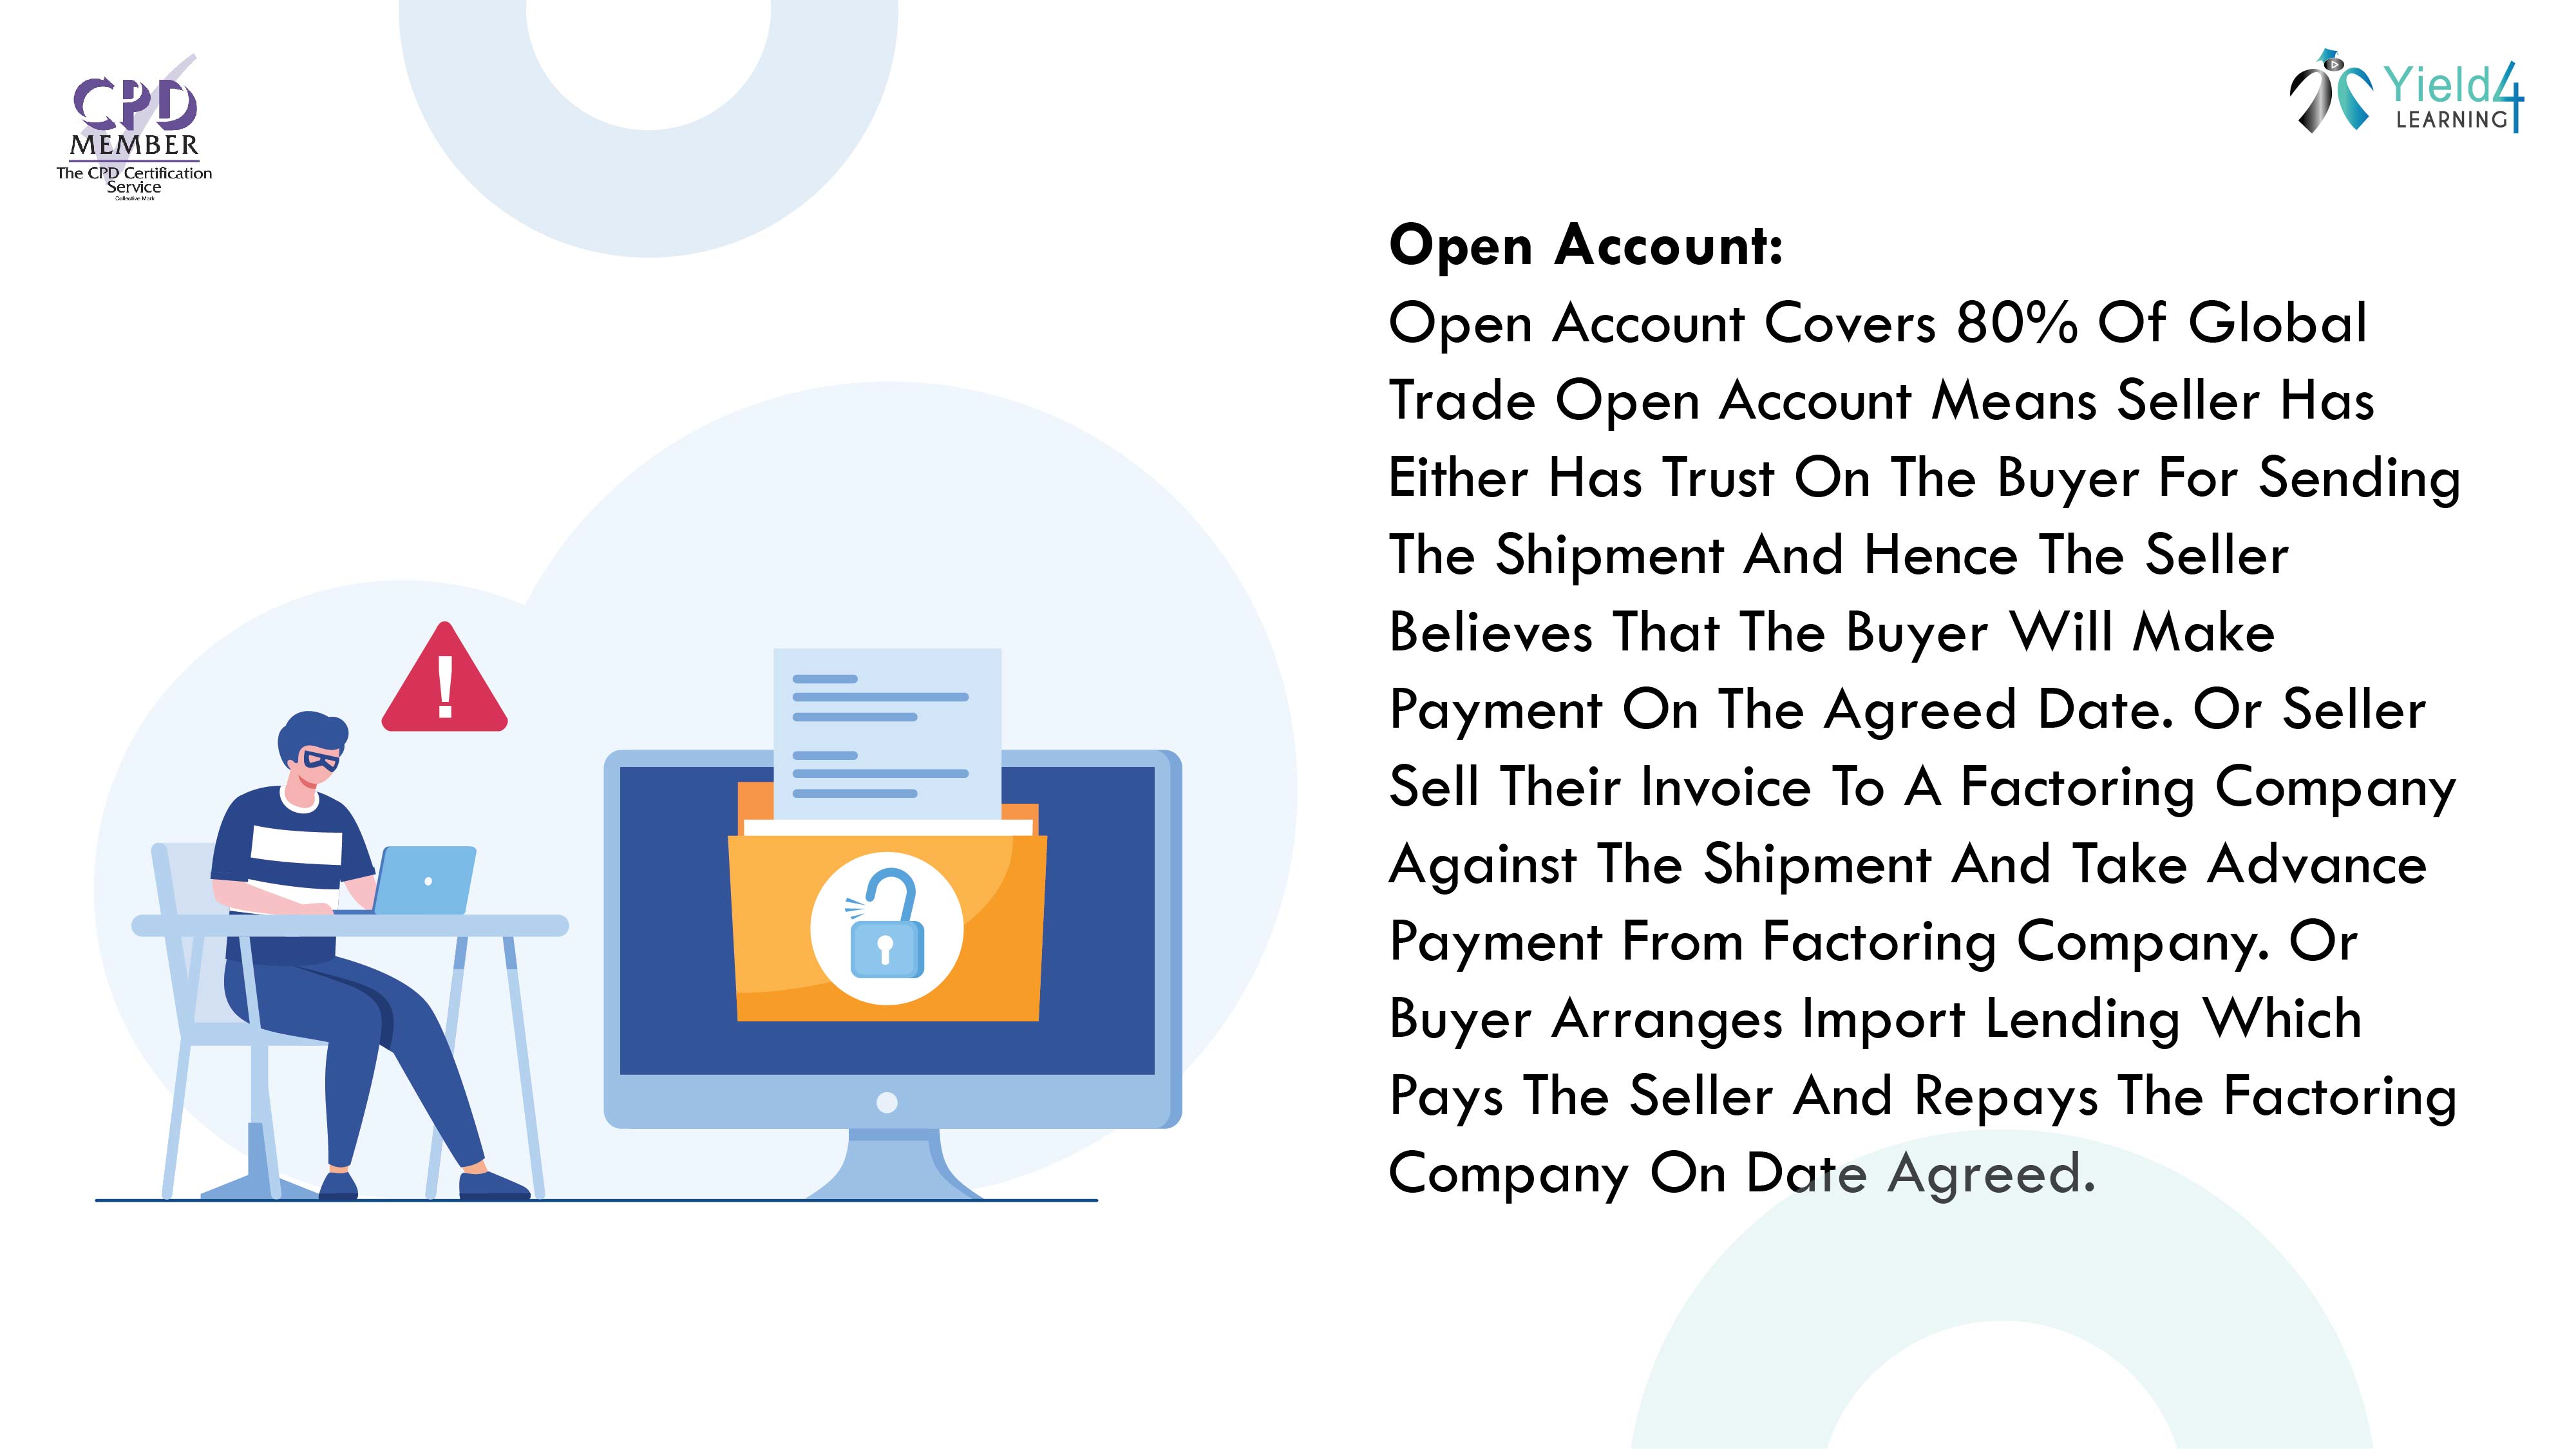 CPD
MEMBER
The CPD Certification
Service
Collective Mark
Yield4
LEARNING
Open Account:
Open Account Covers 80% Of Global
Trade Open Account Means Seller Has
Either Has Trust On The Buyer For Sending
The Shipment And Hence The Seller
Believes That The Buyer Will Make
Payment On The Agreed Date. Or Seller
Sell Their Invoice To A Factoring Company
Against The Shipment And Take Advance
Payment From Factoring Company. Or
Buyer Arranges Import Lending Which
Pays The Seller And Repays The Factoring
Company On Date Agreed.